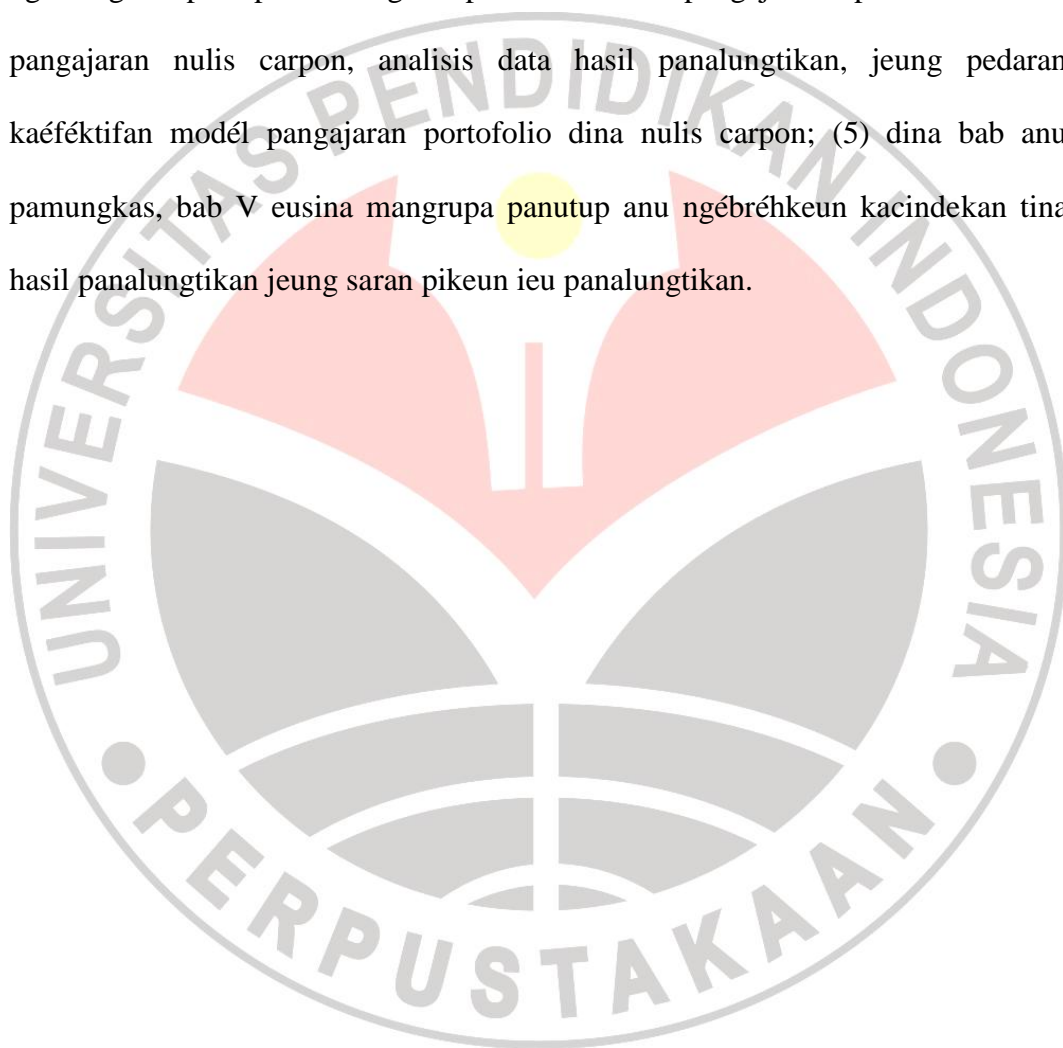 pangajaran nulis carpon, analisis data hasil panalungtikan, jeung pedaran
kaéféktifan modél pangajaran portofolio dina nulis carpon; (5) dina bab anu
pamungkas, bab V eusina mangrupa panutup anu ngébréhkeun kacindekan tina
hasil panalungtikan jeung saran pikeun ieu panalungtikan.
UNIVERSITAS PENDIDIKAN INDONESIA
PERPUSTAKAAN